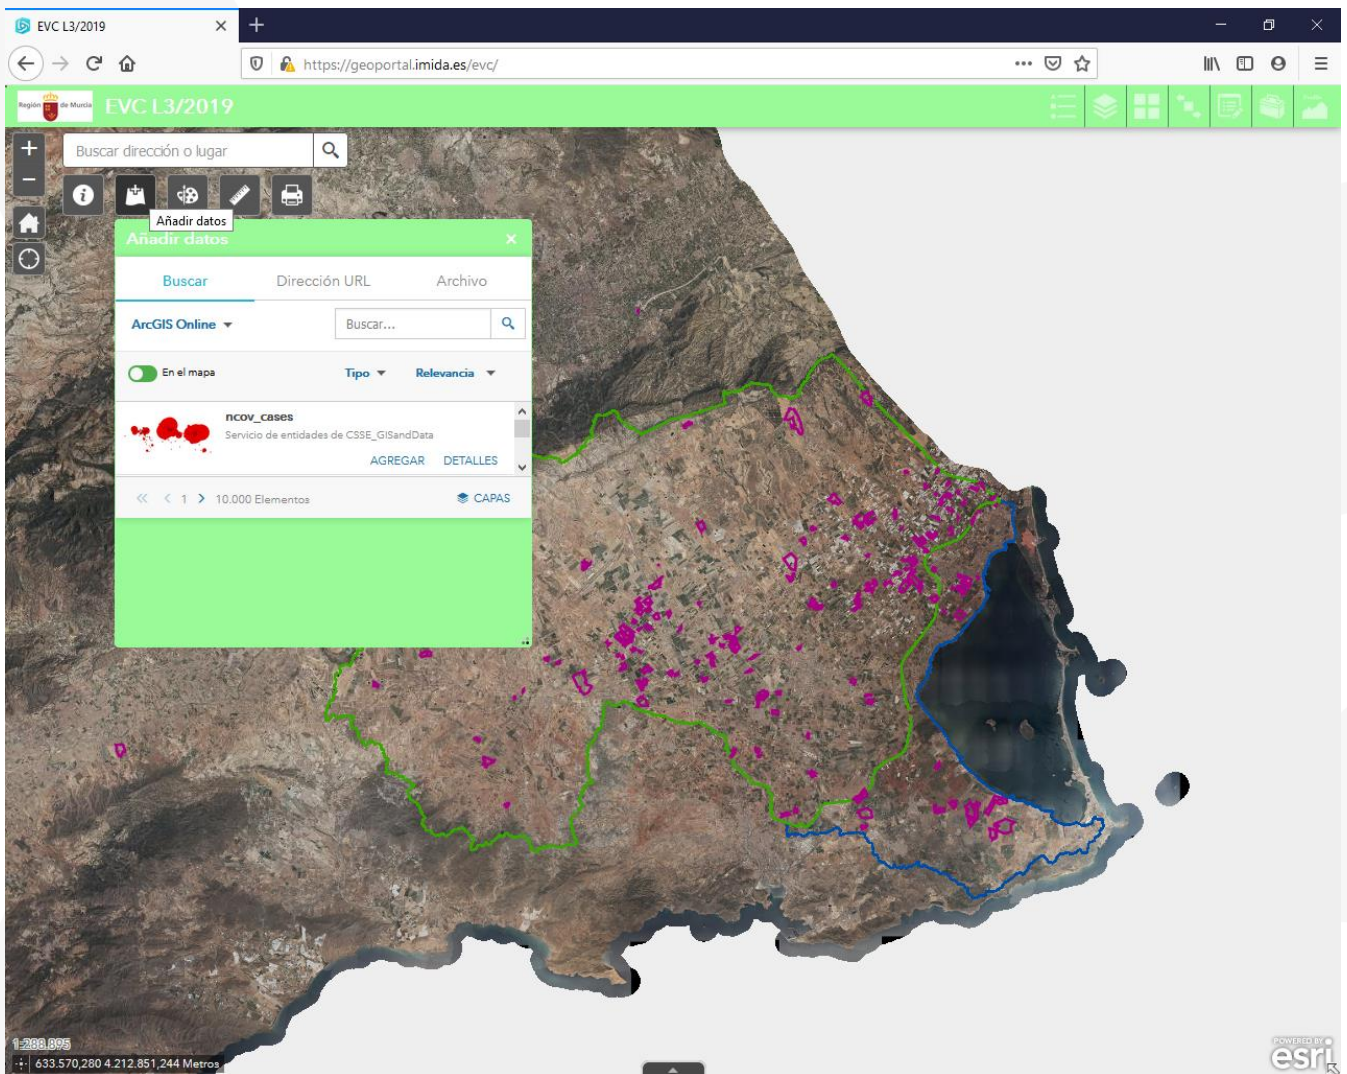 EVC L3/2019
https://geoportal.imida.es/evc/
Región de Murcia
EVC L3/2019
Buscar dirección o lugar
Añadir datos
Añadir datos
Buscar Dirección URL Archivo
ArcGIS Online Buscar...
En el mapa Tipo Relevancia
ncov_cases
Servicio de entidades de CSSE_GISandData
AGREGAR DETALLES
1 10.000 Elementos CAPAS
1:288.895
633.570,280 4.212.851,244 Metros
POWERED BY
esri